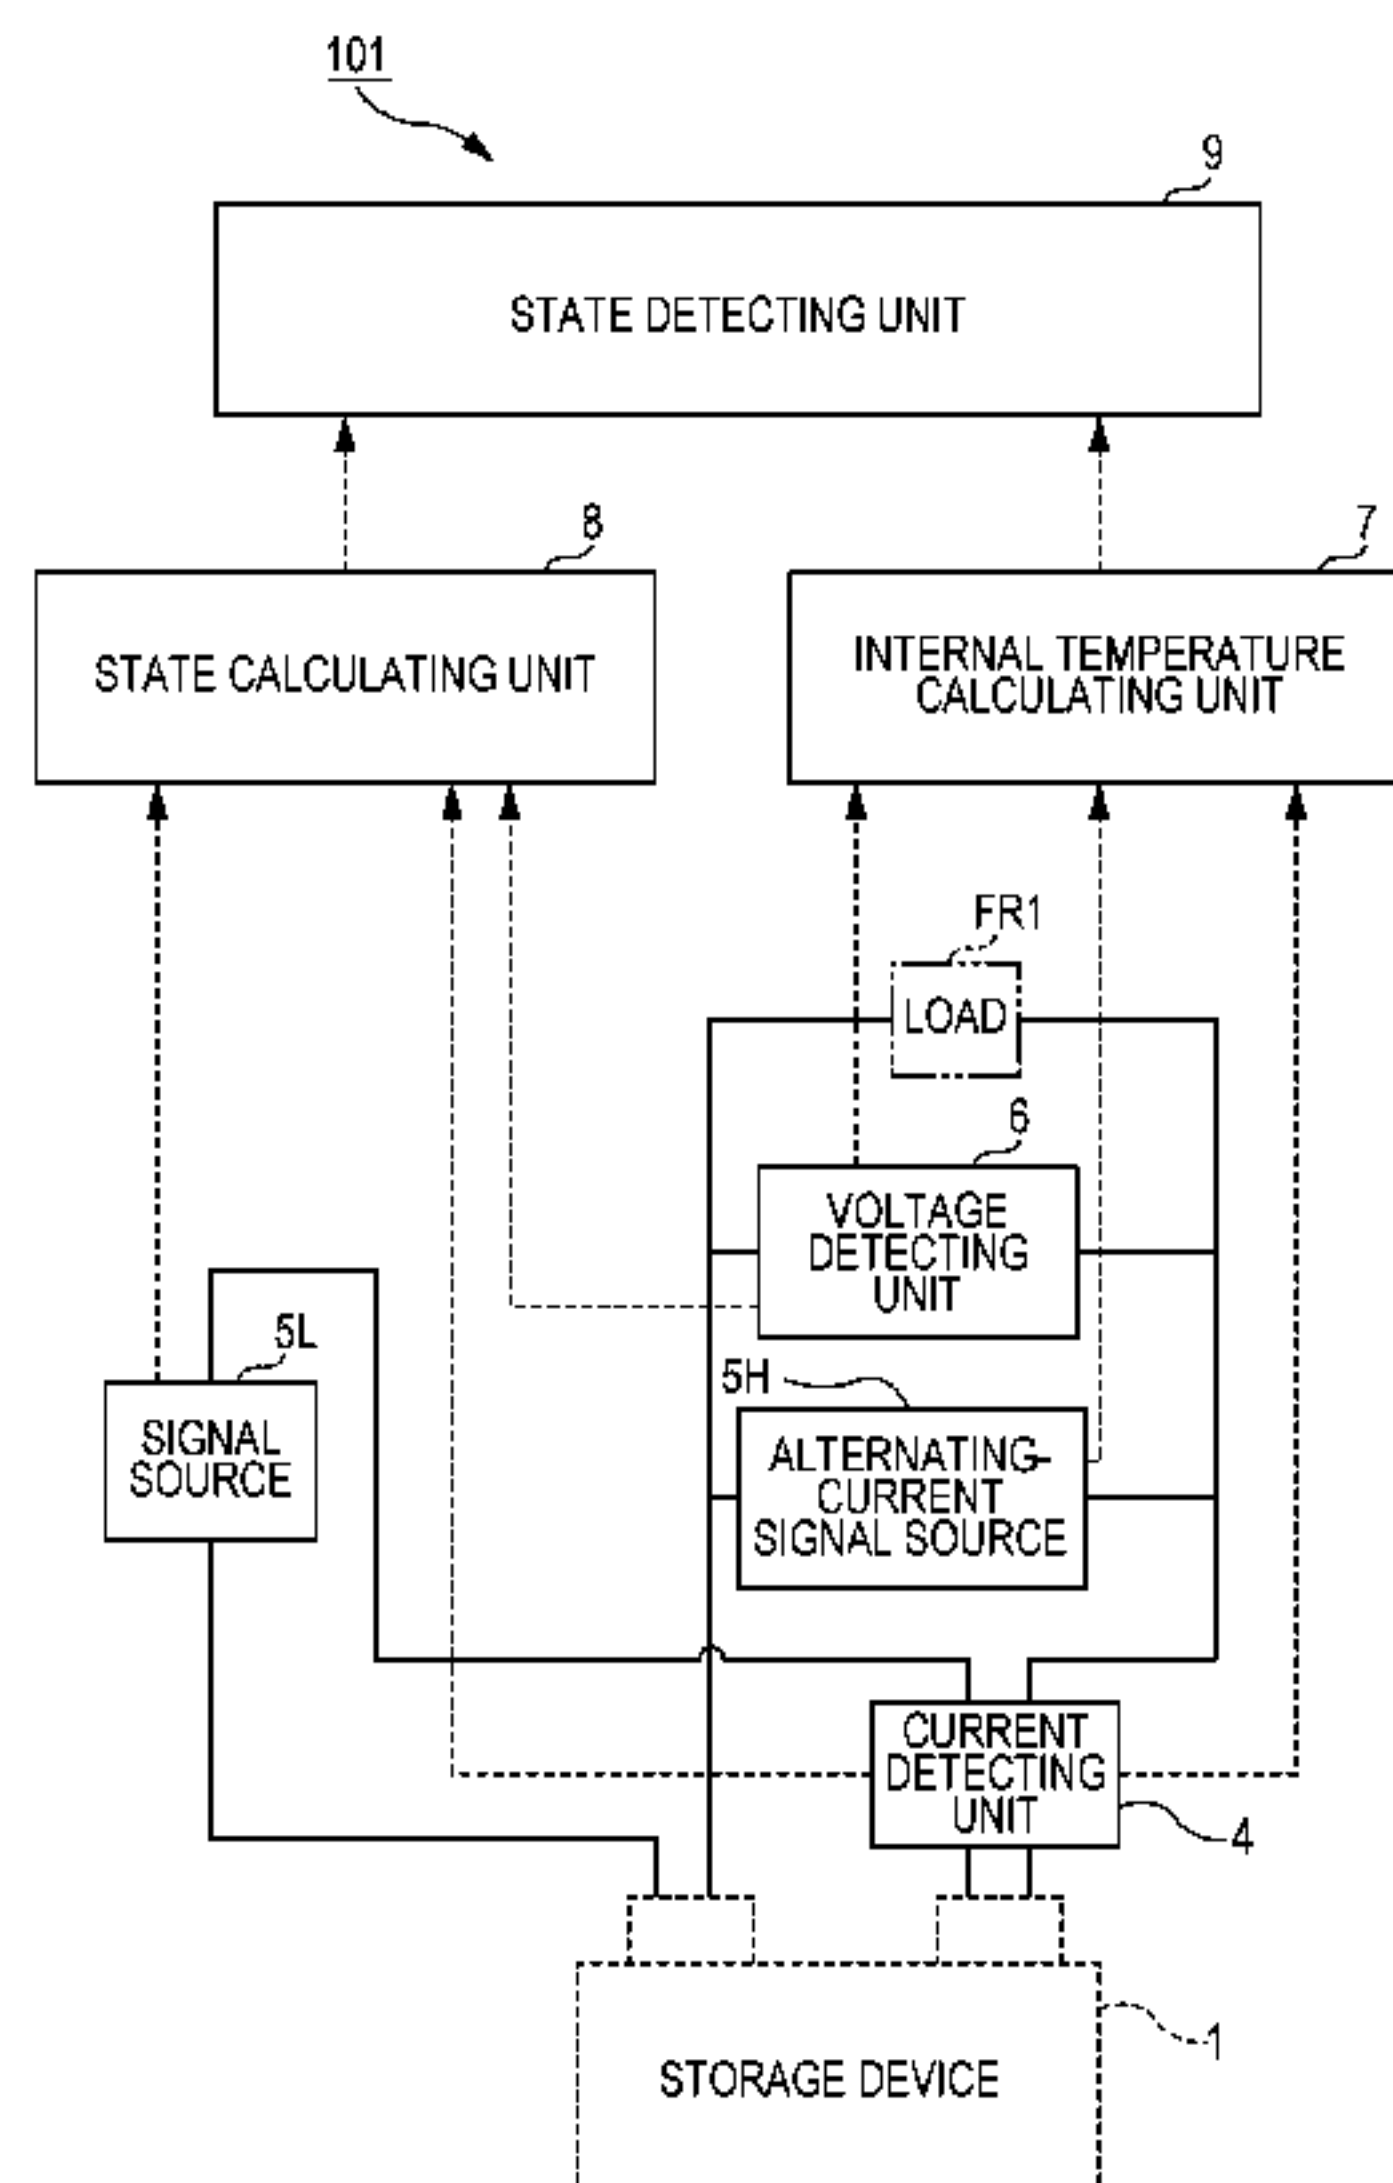 101
9
STATE DETECTING UNIT
8
7
STATE CALCULATING UNIT
INTERNAL TEMPERATURE
CALCULATING UNIT
FR1
LOAD
6
VOLTAGE
DETECTING
UNIT
5L
SIGNAL
SOURCE
5H
ALTERNATING-
CURRENT
SIGNAL SOURCE
CURRENT
DETECTING
UNIT
4
1
STORAGE DEVICE